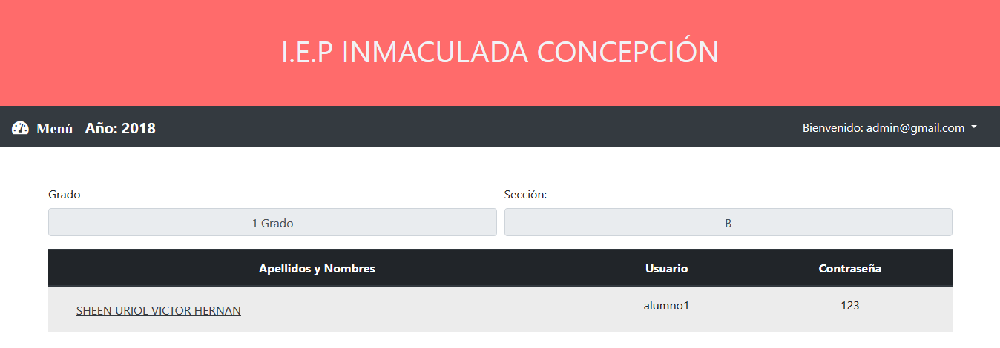 I.E.P INMACULADA CONCEPCIÓN
Menú Año: 2018 Bienvenido: admin@gmail.com
Grado Sección:
1 Grado B
Apellidos y Nombres Usuario Contraseña
SHEEN URIOL VICTOR HERNAN alumno1 123